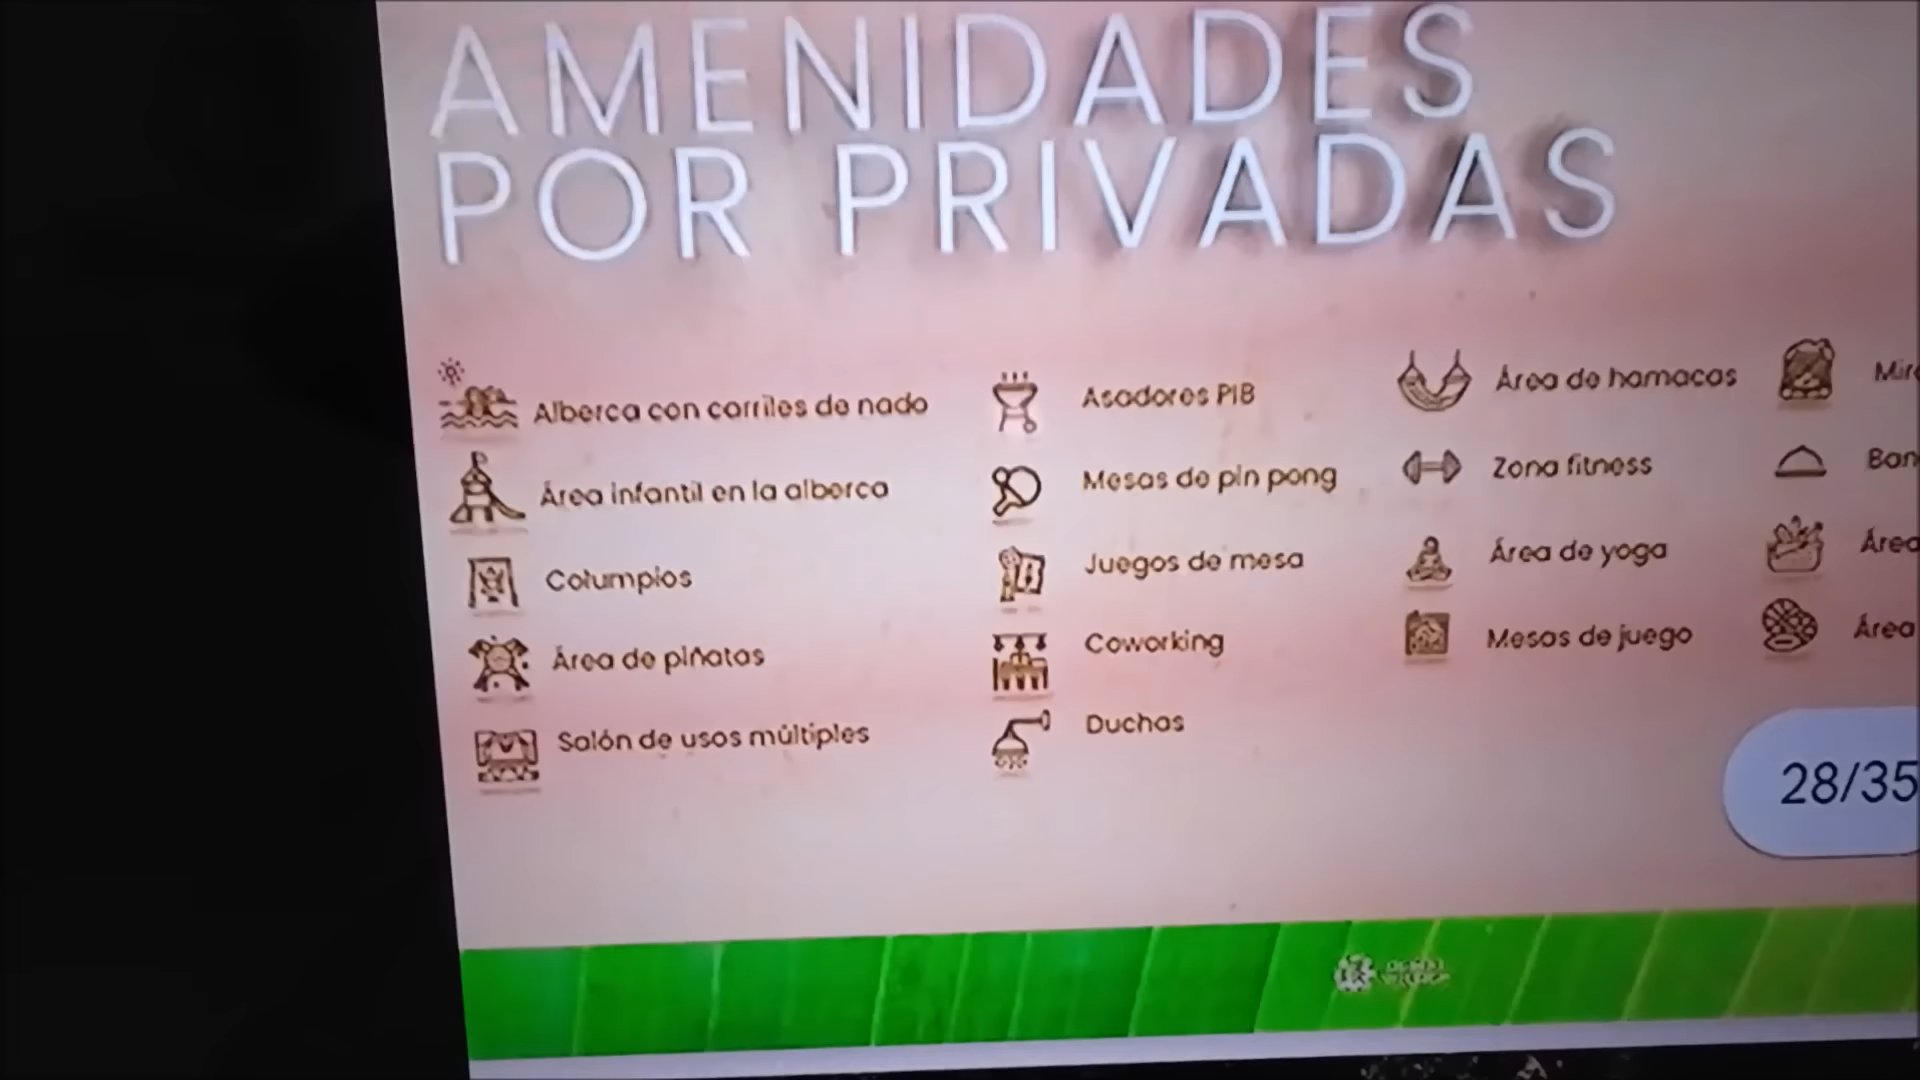 AMENIDADES
POR PRIVADAS
Alberca con carriles de nado
Área infantil en la alberca
Columpios
Área de piñatas
Salón de usos múltiples
Asadores PIB
Mesas de pin pong
Juegos de mesa
Coworking
Duchas
Área de hamacas
Zona fitness
Área de yoga
Mesas de juego
Área
Área
28/35